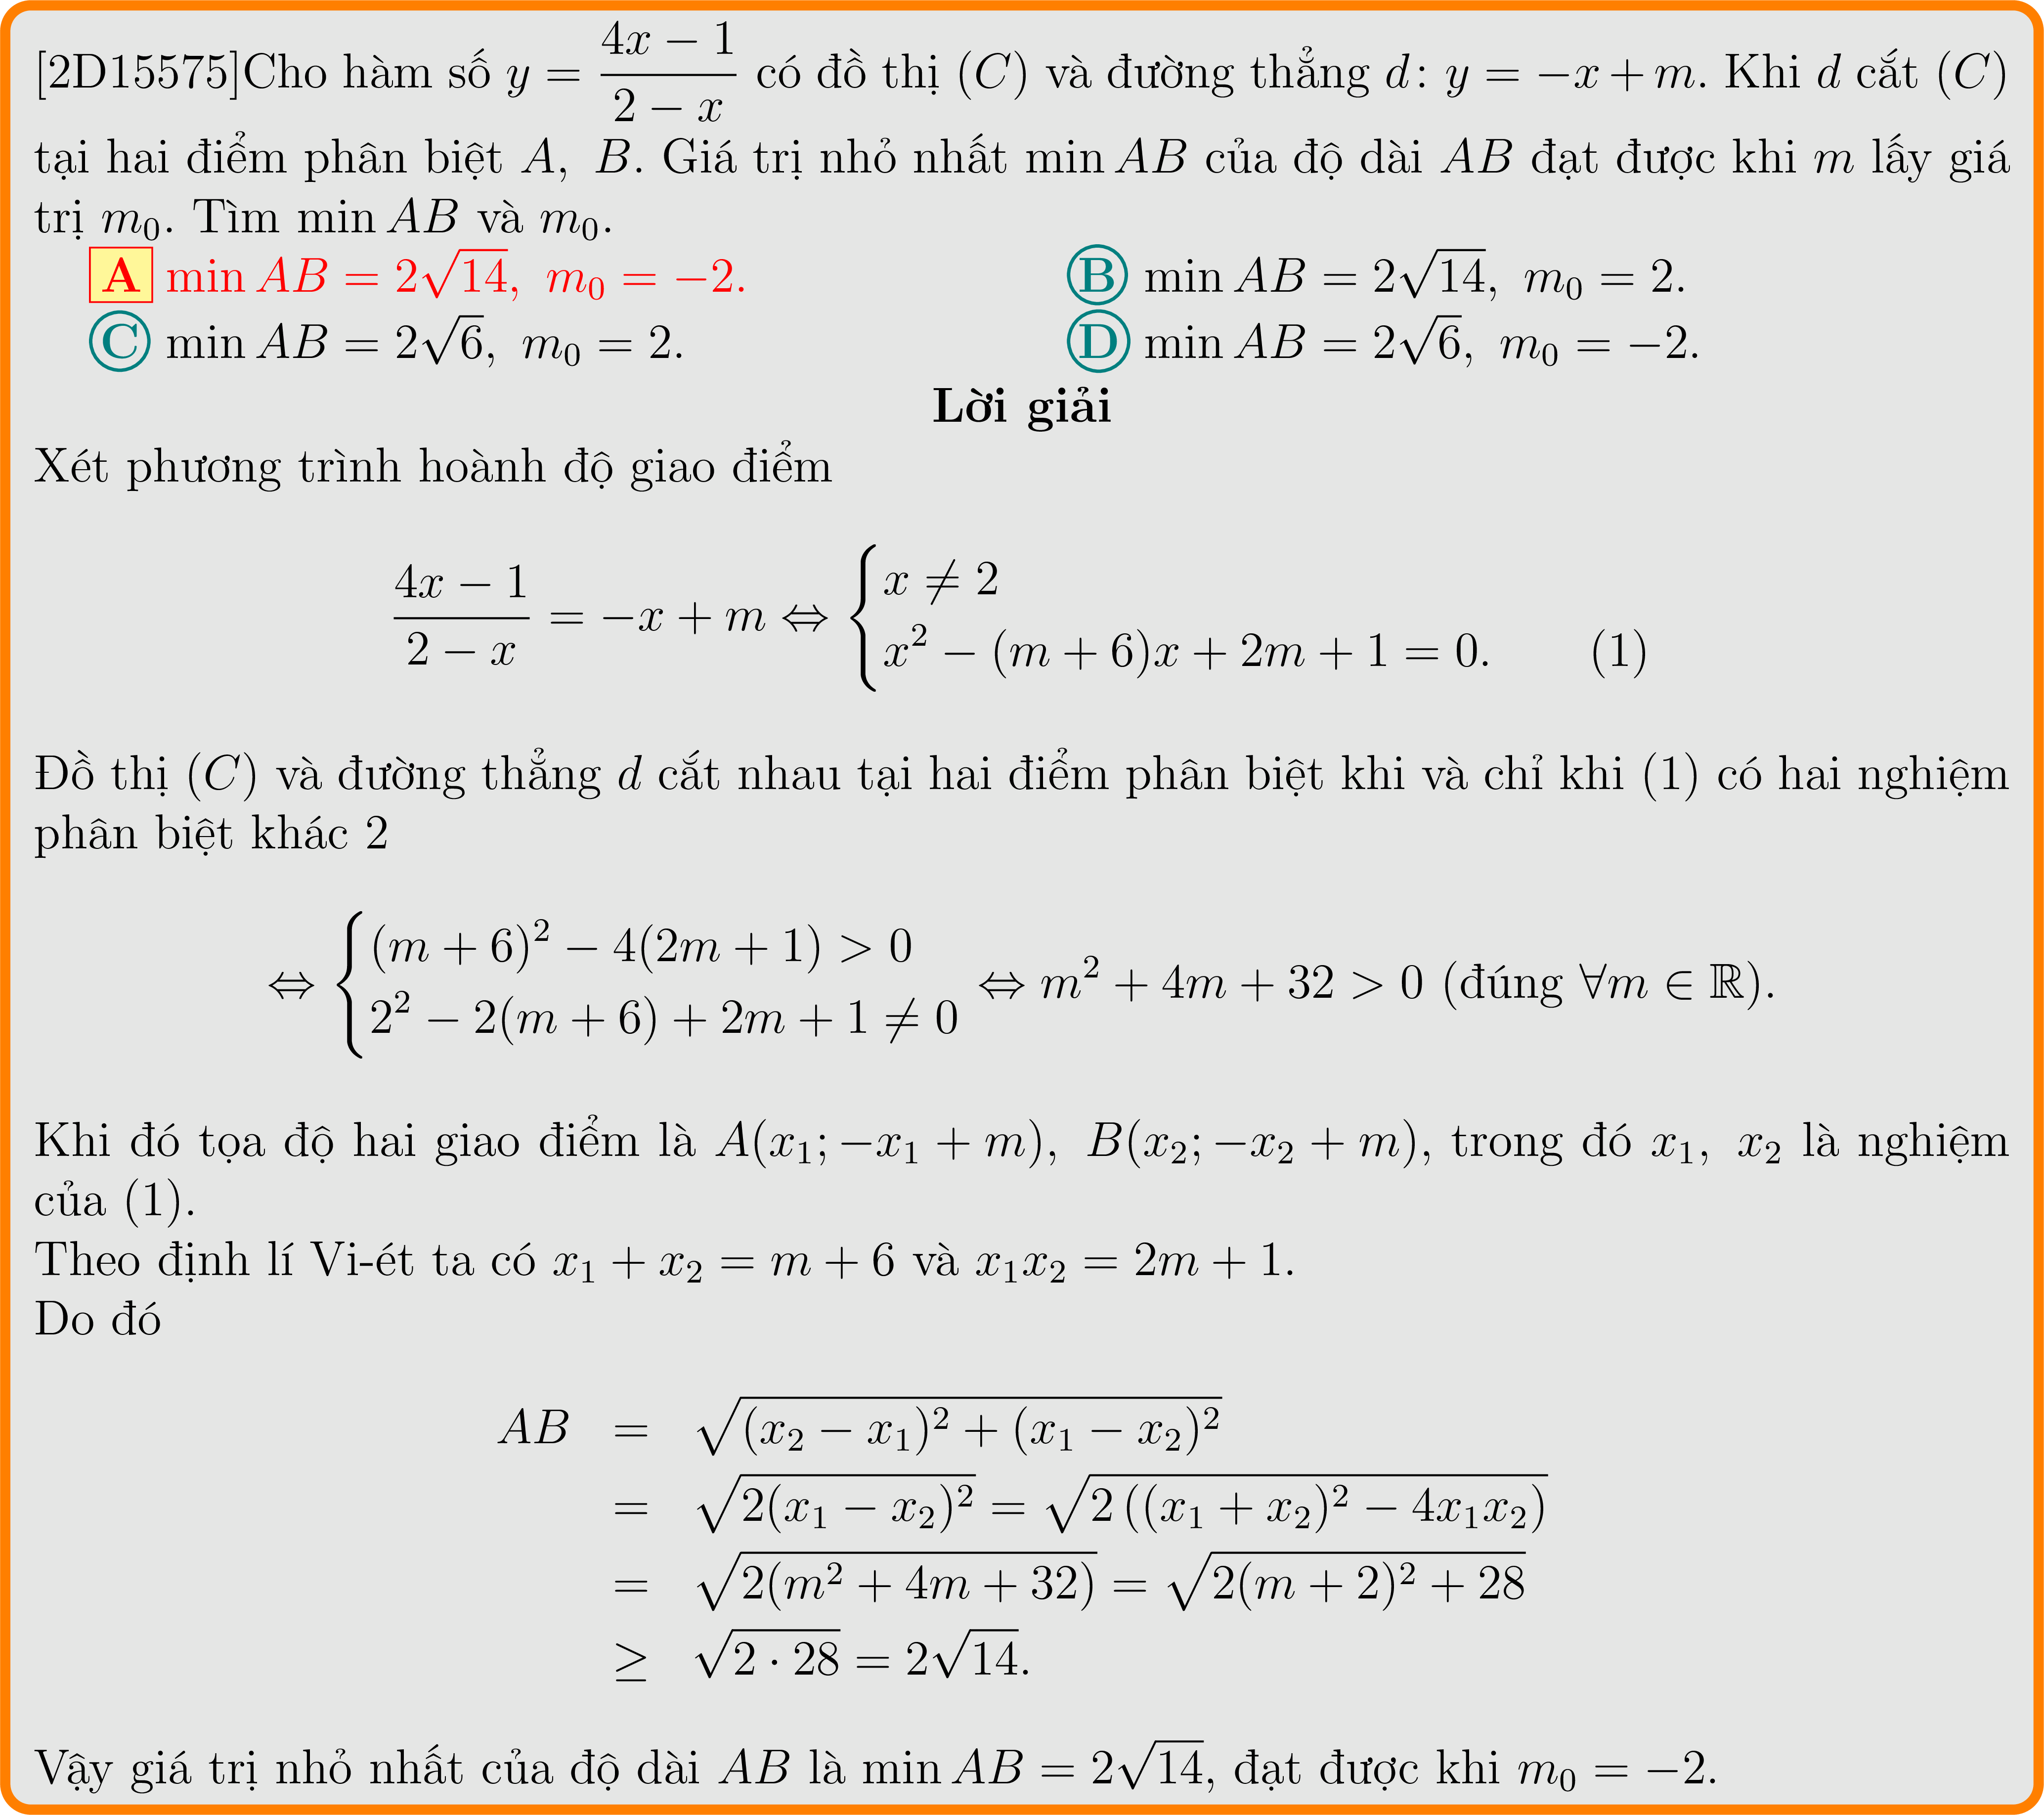 [2D15575]Cho hàm số $y = \dfrac{4x-1}{2-x}$ có đồ thị $(C)$ và đường thẳng $d$: $y = -x + m$. Khi $d$ cắt $(C)$
tại hai điểm phân biệt $A$, $B$. Giá trị nhỏ nhất $\min AB$ của độ dài $AB$ đạt được khi $m$ lấy giá
trị $m_0$. Tìm $\min AB$ và $m_0$.
A $\min AB = 2\sqrt{14},\ m_0 = -2.$ B $\min AB = 2\sqrt{14},\ m_0 = 2.$
C $\min AB = 2\sqrt{6},\ m_0 = 2.$ D $\min AB = 2\sqrt{6},\ m_0 = -2.$
Lời giải
Xét phương trình hoành độ giao điểm
$\dfrac{4x-1}{2-x} = -x + m \Leftrightarrow \begin{cases} x \neq 2 \\ x^2 - (m+6)x + 2m + 1 = 0. \quad (1) \end{cases}$
Đồ thị $(C)$ và đường thẳng $d$ cắt nhau tại hai điểm phân biệt khi và chỉ khi (1) có hai nghiệm
phân biệt khác 2
$\Leftrightarrow \begin{cases} (m+6)^2 - 4(2m+1) > 0 \\ 2^2 - 2(m+6) + 2m + 1 \neq 0 \end{cases} \Leftrightarrow m^2 + 4m + 32 > 0$ (đúng $\forall m \in \mathbb{R}$).
Khi đó tọa độ hai giao điểm là $A(x_1; -x_1 + m)$, $B(x_2; -x_2 + m)$, trong đó $x_1$, $x_2$ là nghiệm
của (1).
Theo định lí Vi-ét ta có $x_1 + x_2 = m + 6$ và $x_1x_2 = 2m + 1$.
Do đó
$AB = \sqrt{(x_2 - x_1)^2 + (x_1 - x_2)^2}$
$= \sqrt{2(x_1 - x_2)^2} = \sqrt{2\left((x_1 + x_2)^2 - 4x_1x_2\right)}$
$= \sqrt{2(m^2 + 4m + 32)} = \sqrt{2(m+2)^2 + 28}$
$\geq \sqrt{2 \cdot 28} = 2\sqrt{14}.$
Vậy giá trị nhỏ nhất của độ dài $AB$ là $\min AB = 2\sqrt{14}$, đạt được khi $m_0 = -2$.